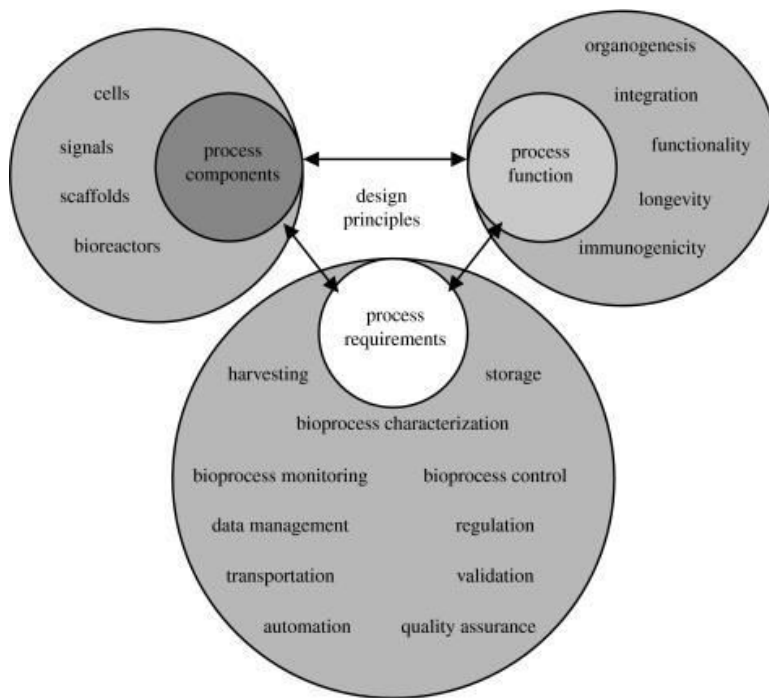 cells
signals
scaffolds
bioreactors
process
components
design
principles
organogenesis
integration
functionality
longevity
immunogenicity
process
function
process
requirements
harvesting
storage
bioprocess characterization
bioprocess monitoring
bioprocess control
data management
regulation
transportation
validation
automation
quality assurance